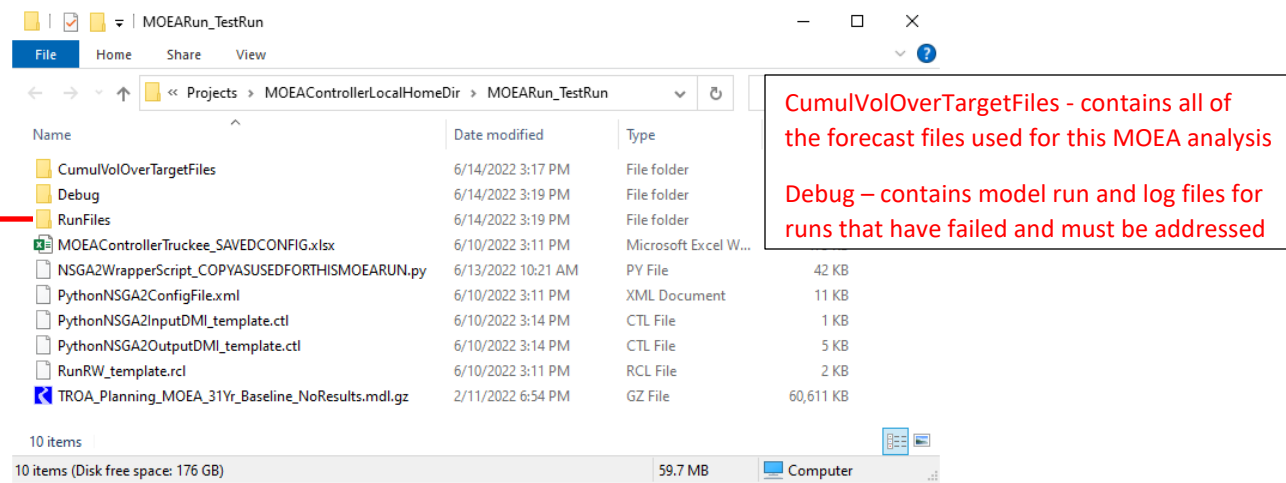 MOEARun_TestRun
File Home Share View
« Projects > MOEAControllerLocalHomeDir > MOEARun_TestRun
Name Date modified Type
CumulVolOverTargetFiles 6/14/2022 3:17 PM File folder
Debug 6/14/2022 3:19 PM File folder
RunFiles 6/14/2022 3:19 PM File folder
MOEAControllerTruckee_SAVEDCONFIG.xlsx 6/10/2022 3:11 PM Microsoft Excel W...
NSGA2WrapperScript_COPYASUSEDFORTHISMOEARUN.py 6/13/2022 10:21 AM PY File 42 KB
PythonNSGA2ConfigFile.xml 6/10/2022 3:11 PM XML Document 11 KB
PythonNSGA2InputDMI_template.ctl 6/10/2022 3:14 PM CTL File 1 KB
PythonNSGA2OutputDMI_template.ctl 6/10/2022 3:14 PM CTL File 5 KB
RunRW_template.rcl 6/10/2022 3:11 PM RCL File 2 KB
TROA_Planning_MOEA_31Yr_Baseline_NoResults.mdl.gz 2/11/2022 6:54 PM GZ File 60,611 KB
10 items
10 items (Disk free space: 176 GB) 59.7 MB Computer
CumulVolOverTargetFiles - contains all of
the forecast files used for this MOEA analysis
Debug – contains model run and log files for
runs that have failed and must be addressed